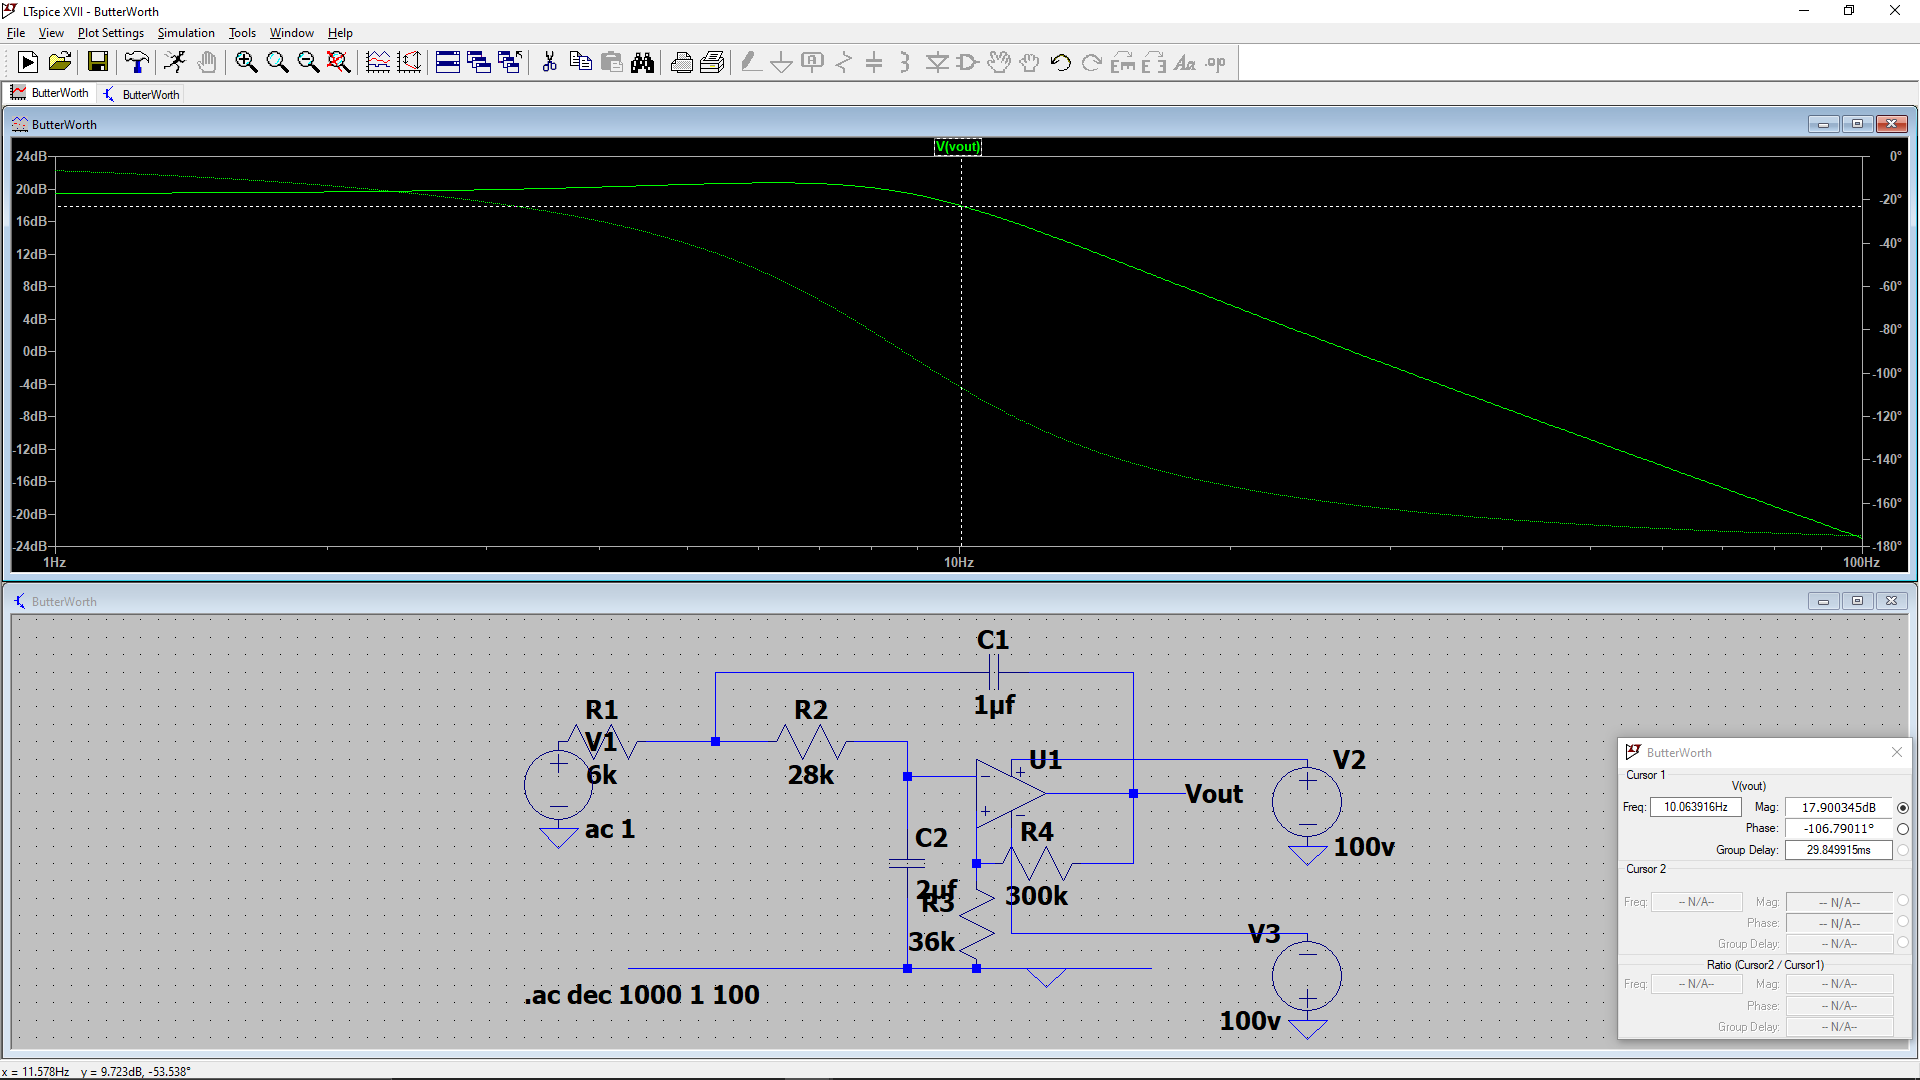 LTspice XVII - ButterWorth
File View Plot Settings Simulation Tools Window Help
ButterWorth ButterWorth
ButterWorth
V(vout)
24dB 0°
20dB -20°
16dB -40°
12dB
8dB -60°
4dB -80°
0dB
-4dB -100°
-8dB -120°
-12dB -140°
-16dB
-20dB -160°
-24dB -180°
1Hz 10Hz 100Hz
ButterWorth
C1
1µf
R1 R2
V1
6k 28k
U1 V2
Vout
ac 1 R4 100v
C2
2µf 300k
R3
36k V3
.ac dec 1000 1 100
100v
ButterWorth
Cursor 1
V(vout)
Freq: 10.063916Hz Mag: 17.900345dB
Phase: -106.79011°
Group Delay: 29.849915ms
Cursor 2
Freq: -- N/A-- Mag: -- N/A--
Phase: -- N/A--
Group Delay: -- N/A--
Ratio (Cursor2 / Cursor1)
Freq: -- N/A-- Mag: -- N/A--
Phase: -- N/A--
Group Delay: -- N/A--
x = 11.578Hz y = 9.723dB, -53.538°